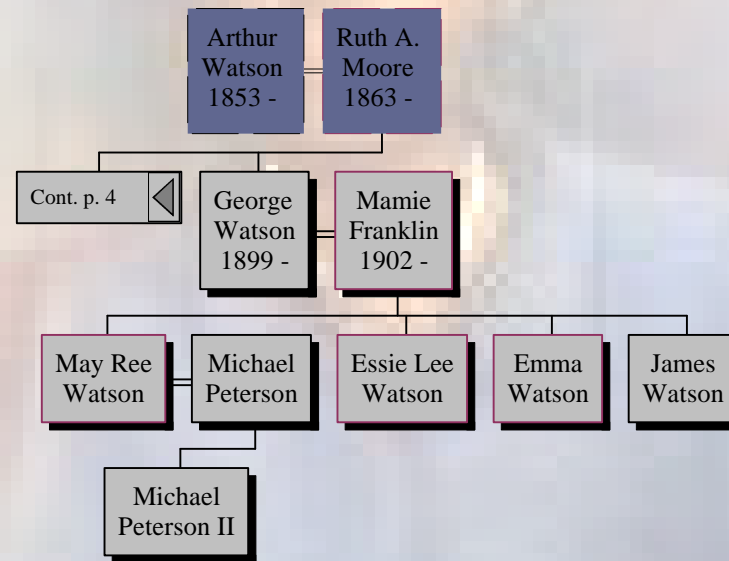 Arthur
Watson
1853 -
Ruth A.
Moore
1863 -
Cont. p. 4
George
Watson
1899 -
Mamie
Franklin
1902 -
May Ree
Watson
Michael
Peterson
Essie Lee
Watson
Emma
Watson
James
Watson
Michael
Peterson II